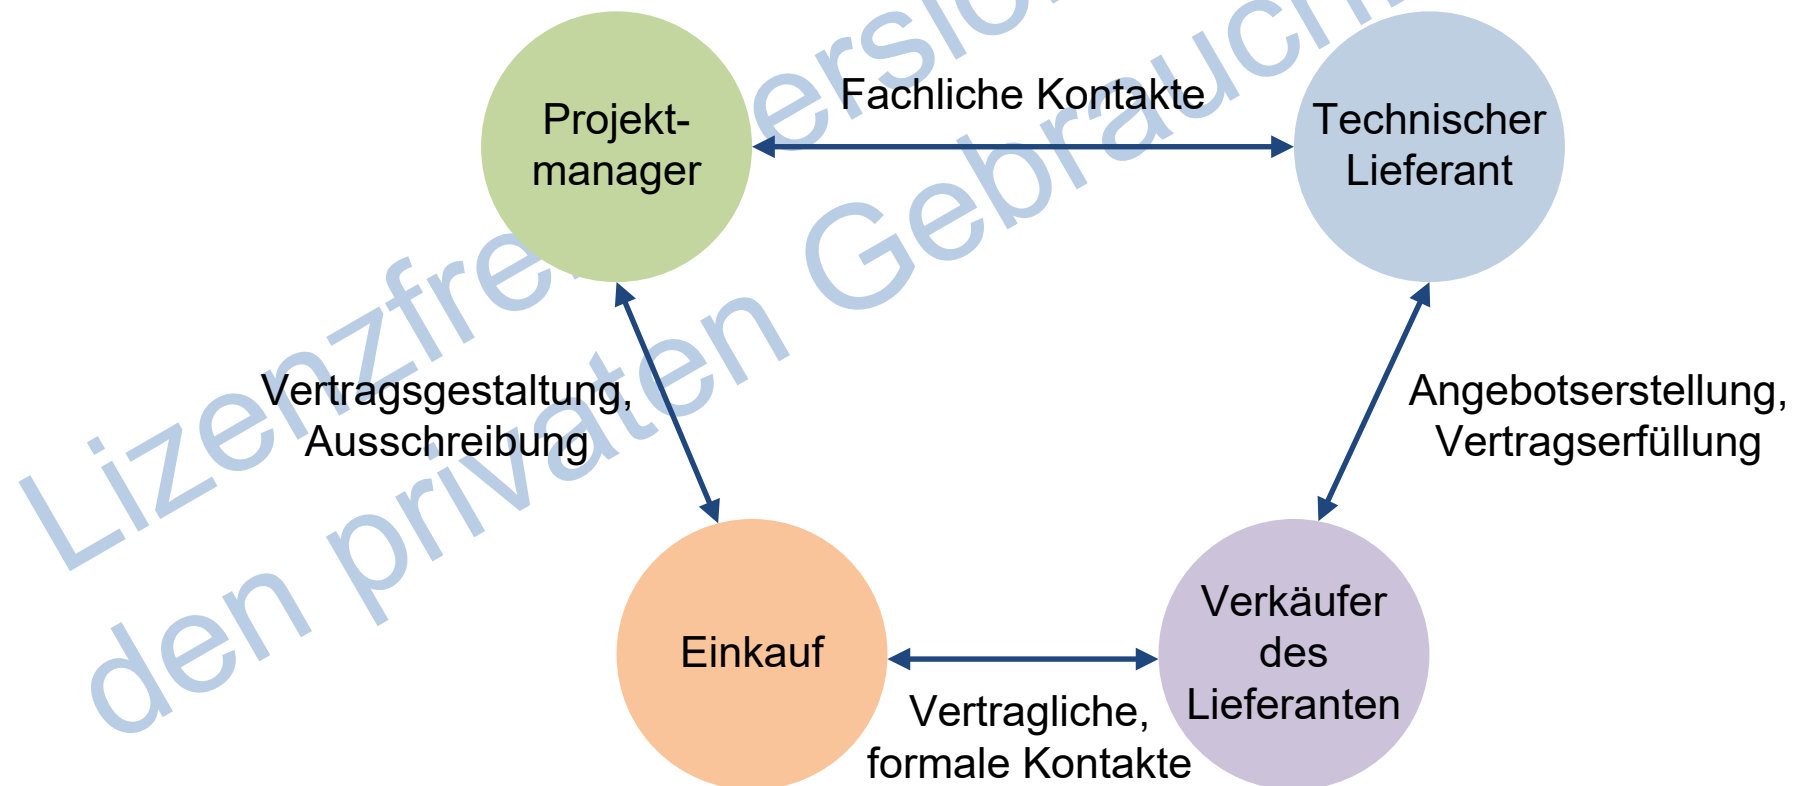 Projekt-
manager
Fachliche Kontakte
Technischer
Lieferant
Vertragsgestaltung,
Ausschreibung
Angebotserstellung,
Vertragserfüllung
Einkauf
Verkäufer
des
Lieferanten
Vertragliche,
formale Kontakte
den privaten Gebrauch